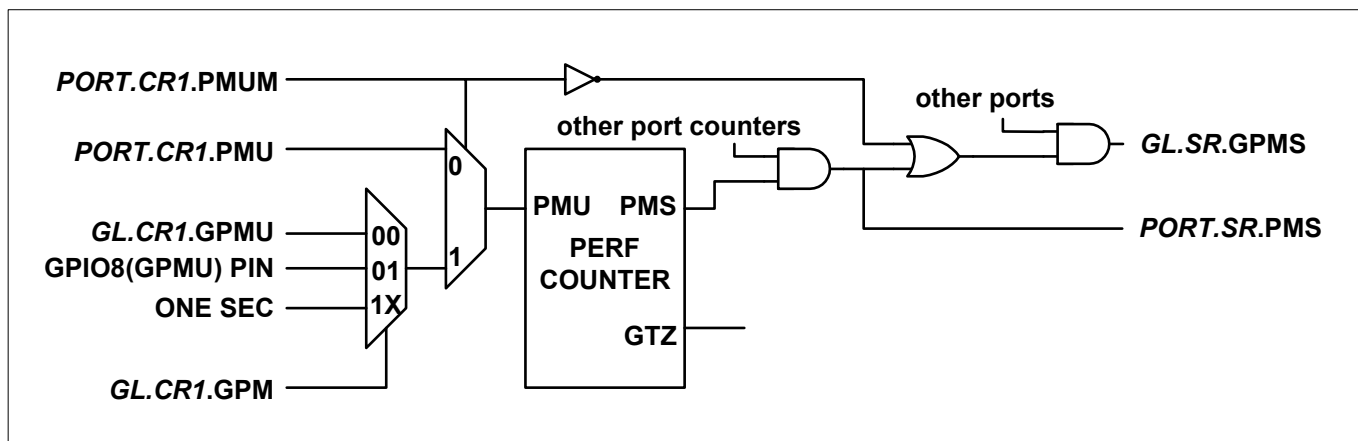 PORT.CR1.PMUM
other ports
other port counters
GL.SR.GPMS
PORT.CR1.PMU
0
PMU PMS
PORT.SR.PMS
GL.CR1.GPMU
00
PERF
COUNTER
GPIO8(GPMU) PIN
01
1
ONE SEC
1X
GTZ
GL.CR1.GPM